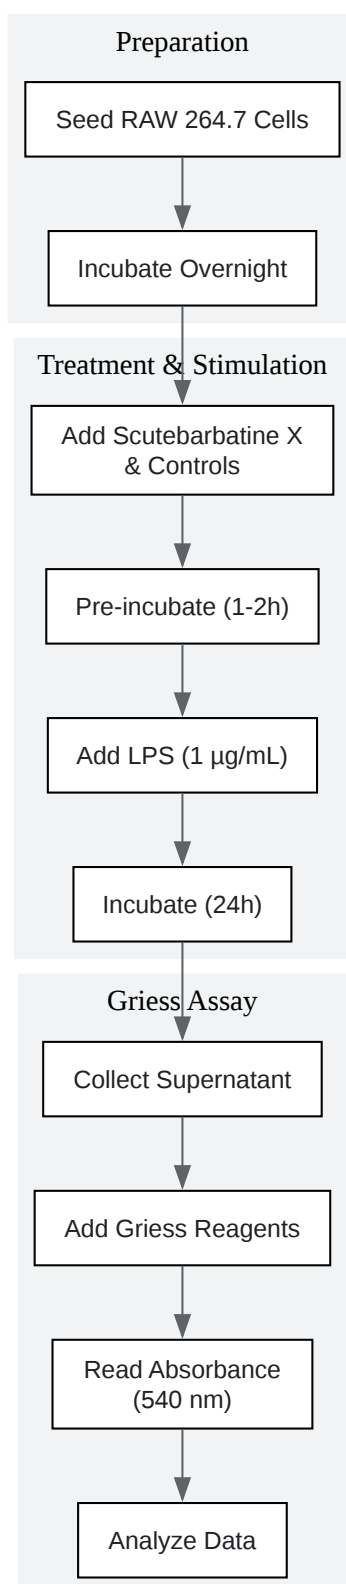 Preparation
Seed RAW 264.7 Cells
Incubate Overnight
Treatment & Stimulation
Add Scutebarbatine X
& Controls
Pre-incubate (1-2h)
Add LPS (1 µg/mL)
Incubate (24h)
Griess Assay
Collect Supernatant
Add Griess Reagents
Read Absorbance
(540 nm)
Analyze Data